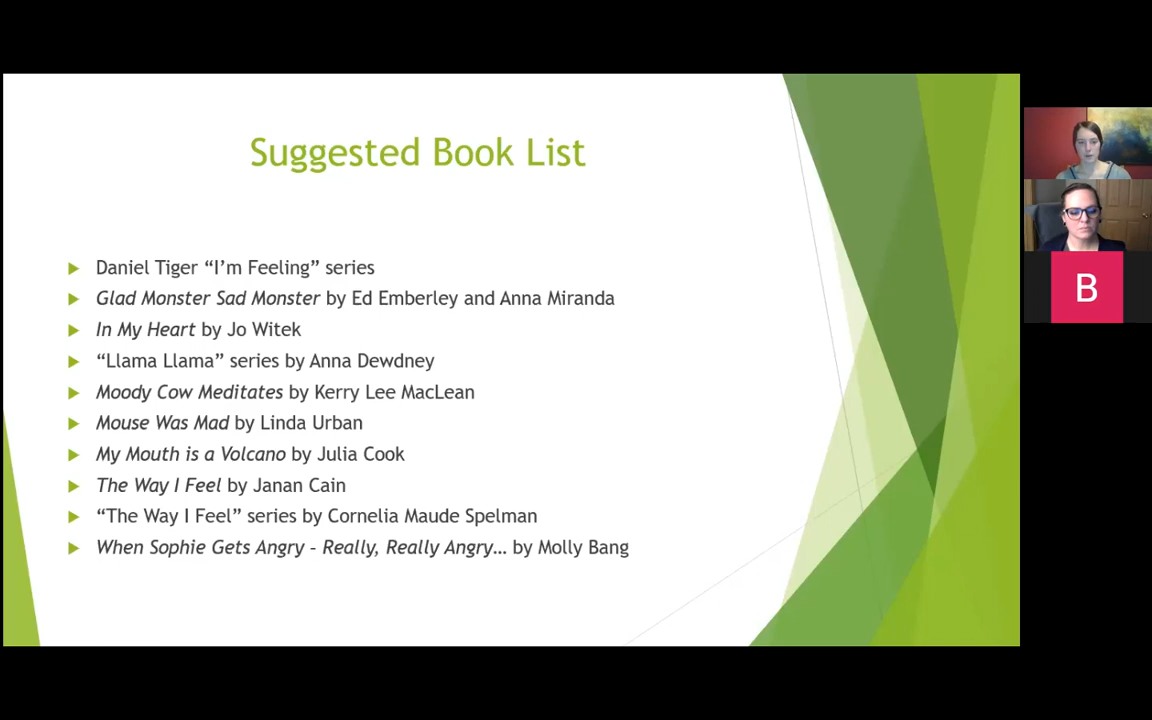 Suggested Book List
Daniel Tiger “I’m Feeling” series
Glad Monster Sad Monster by Ed Emberley and Anna Miranda
In My Heart by Jo Witek
“Llama Llama” series by Anna Dewdney
Moody Cow Meditates by Kerry Lee MacLean
Mouse Was Mad by Linda Urban
My Mouth is a Volcano by Julia Cook
The Way I Feel by Janan Cain
“The Way I Feel” series by Cornelia Maude Spelman
When Sophie Gets Angry – Really, Really Angry… by Molly Bang
B